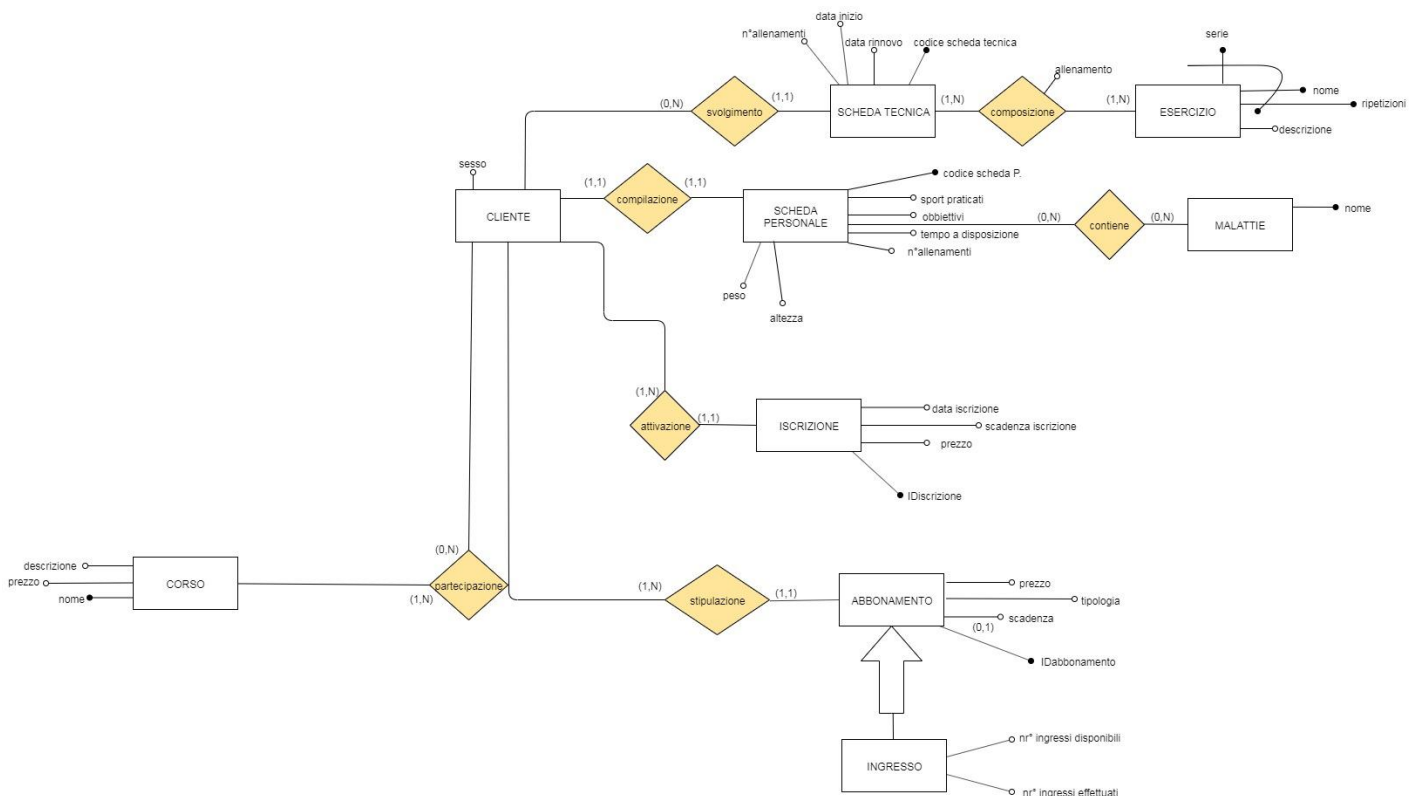 data inizio
n°allenamenti
data rinnovo
codice scheda tecnica
serie
allenamento
nome
ripetizioni
descrizione
(0,N)
svolgimento
(1,1)
SCHEDA TECNICA
(1,N)
composizione
(1,N)
ESERCIZIO
sesso
CLIENTE
(1,1)
compilazione
(1,1)
SCHEDA
PERSONALE
codice scheda P.
sport praticati
obbiettivi
tempo a disposizione
n°allenamenti
peso
altezza
(0,N)
contiene
(0,N)
MALATTIE
nome
(1,N)
attivazione
(1,1)
ISCRIZIONE
data iscrizione
scadenza iscrizione
prezzo
IDiscrizione
descrizione
prezzo
nome
CORSO
(0,N)
partecipazione
(1,N)
(1,N)
stipulazione
(1,1)
ABBONAMENTO
prezzo
tipologia
scadenza
(0,1)
IDabbonamento
INGRESSO
nr° ingressi disponibili
nr° ingressi effettuati